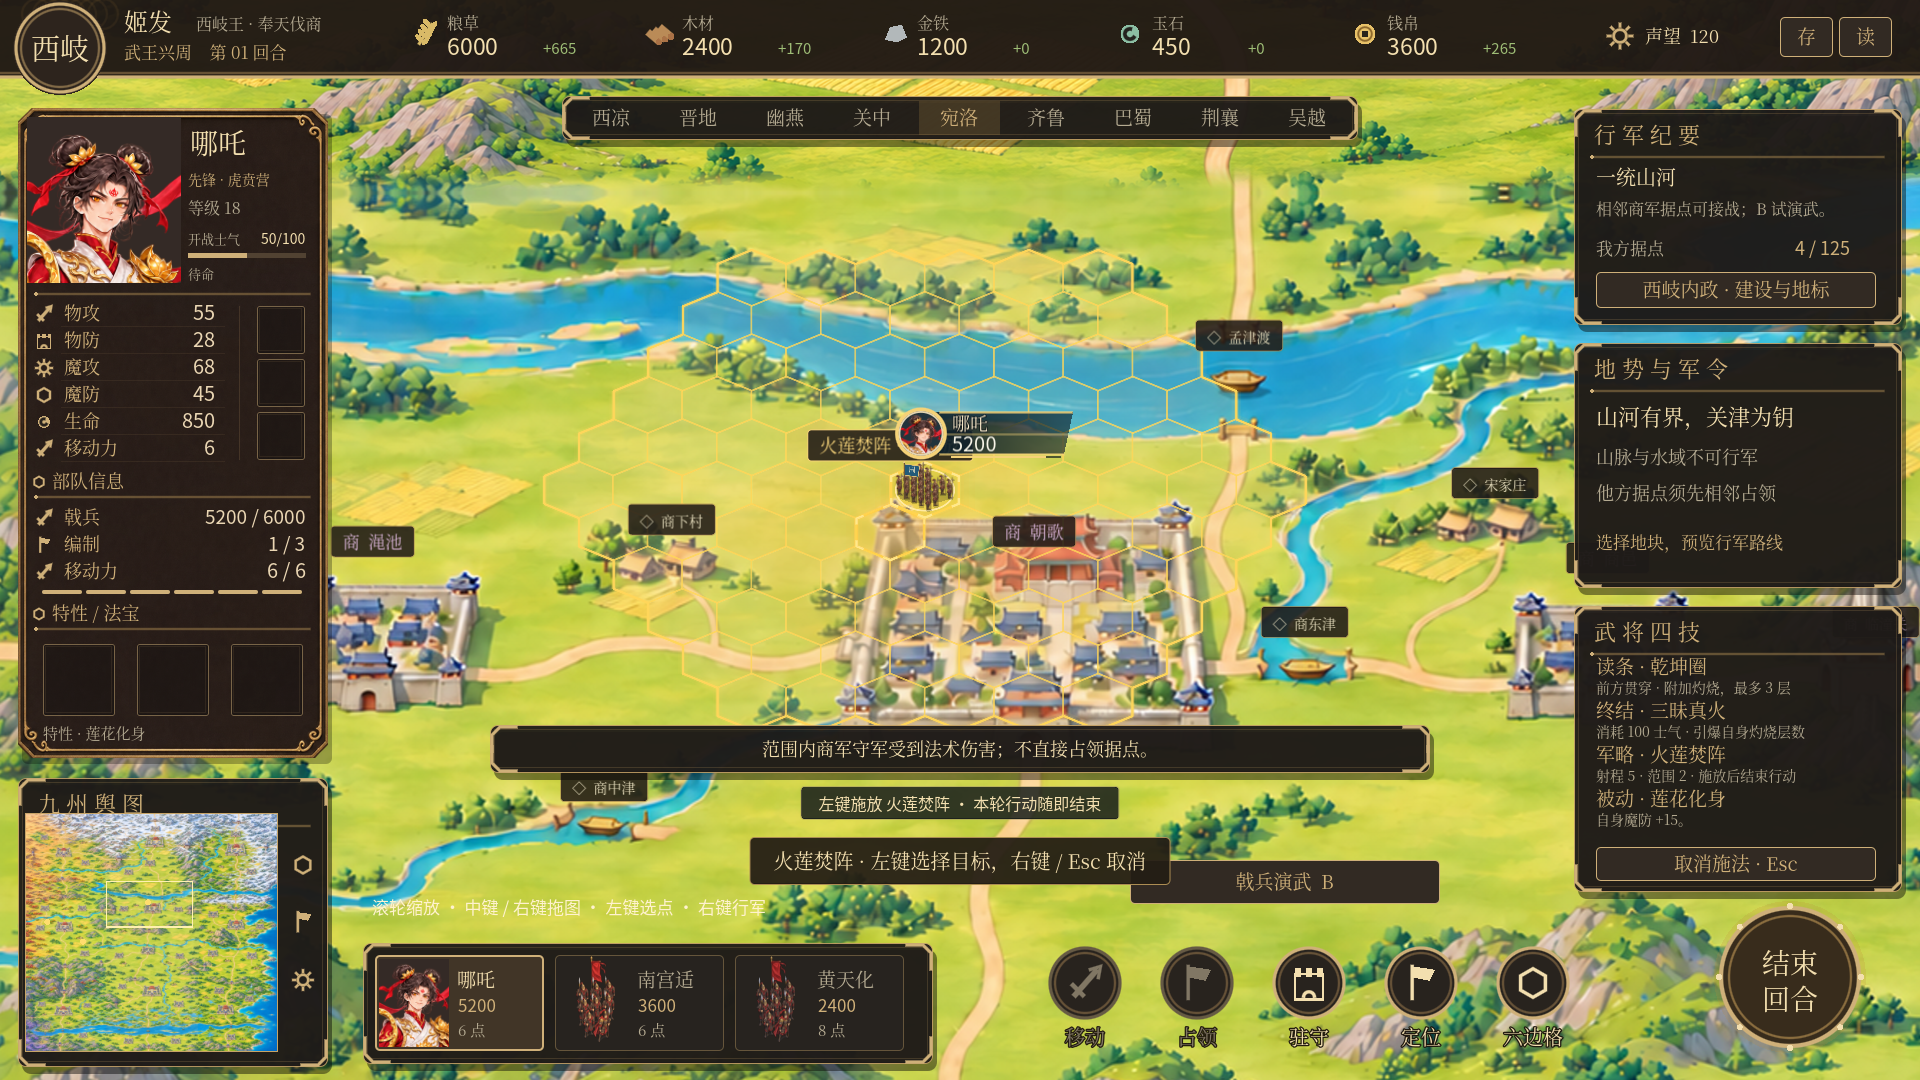 西岐
姬发 西岐王 · 奉天伐商
武王兴周 第 01 回合
粮草
6000 +665
木材
2400 +170
金铁
1200 +0
玉石
450 +0
钱帛
3600 +265
声望 120
存 读
西凉 晋地 幽燕 关中 宛洛 齐鲁 巴蜀 荆襄 吴越
哪吒
先锋 · 虎贲营
等级 18
开战士气 50/100
待命
物攻 55
物防 28
魔攻 68
魔防 45
生命 850
移动力 6
部队信息
戟兵 5200 / 6000
编制 1 / 3
移动力 6 / 6
特性 / 法宝
特性 · 莲花化身
九州舆图
孟津渡
火莲焚阵
哪吒
5200
宋家庄
商下村
商 朝歌
商 渑池
商东津
商中津
范围内商军守军受到法术伤害；不直接占领据点。
左键施放 火莲焚阵 · 本轮行动随即结束
火莲焚阵 · 左键选择目标，右键 / Esc 取消
戟兵演武 B
滚轮缩放 · 中键 / 右键拖图 · 左键选点 · 右键行军
哪吒
5200
6 点
南宫适
3600
6 点
黄天化
2400
8 点
移动 占领 驻守 定位 六边格
结束
回合
行军纪要
一统山河
相邻商军据点可接战；B 试演武。
我方据点 4 / 125
西岐内政 · 建设与地标
地势与军令
山河有界，关津为钥
山脉与水域不可行军
他方据点须先相邻占领
选择地块，预览行军路线
武将四技
读条 · 乾坤圈
前方贯穿 · 附加灼烧，最多 3 层
终结 · 三昧真火
消耗 100 士气 · 引爆自身灼烧层数
军略 · 火莲焚阵
射程 5 · 范围 2 · 施放后结束行动
被动 · 莲花化身
自身魔防 +15。
取消施法 · Esc